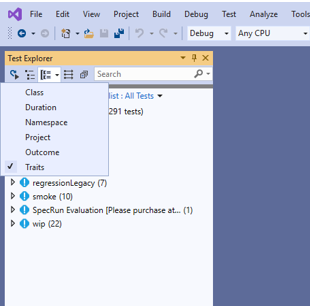 File Edit View Project Build Debug Test Analyze Tools
Debug Any CPU
Test Explorer
Search
Class
Duration
Namespace
Project
Outcome
Traits
list : All Tests
291 tests)
regressionLegacy (7)
smoke (10)
SpecRun Evaluation [Please purchase at... (1)
wip (22)